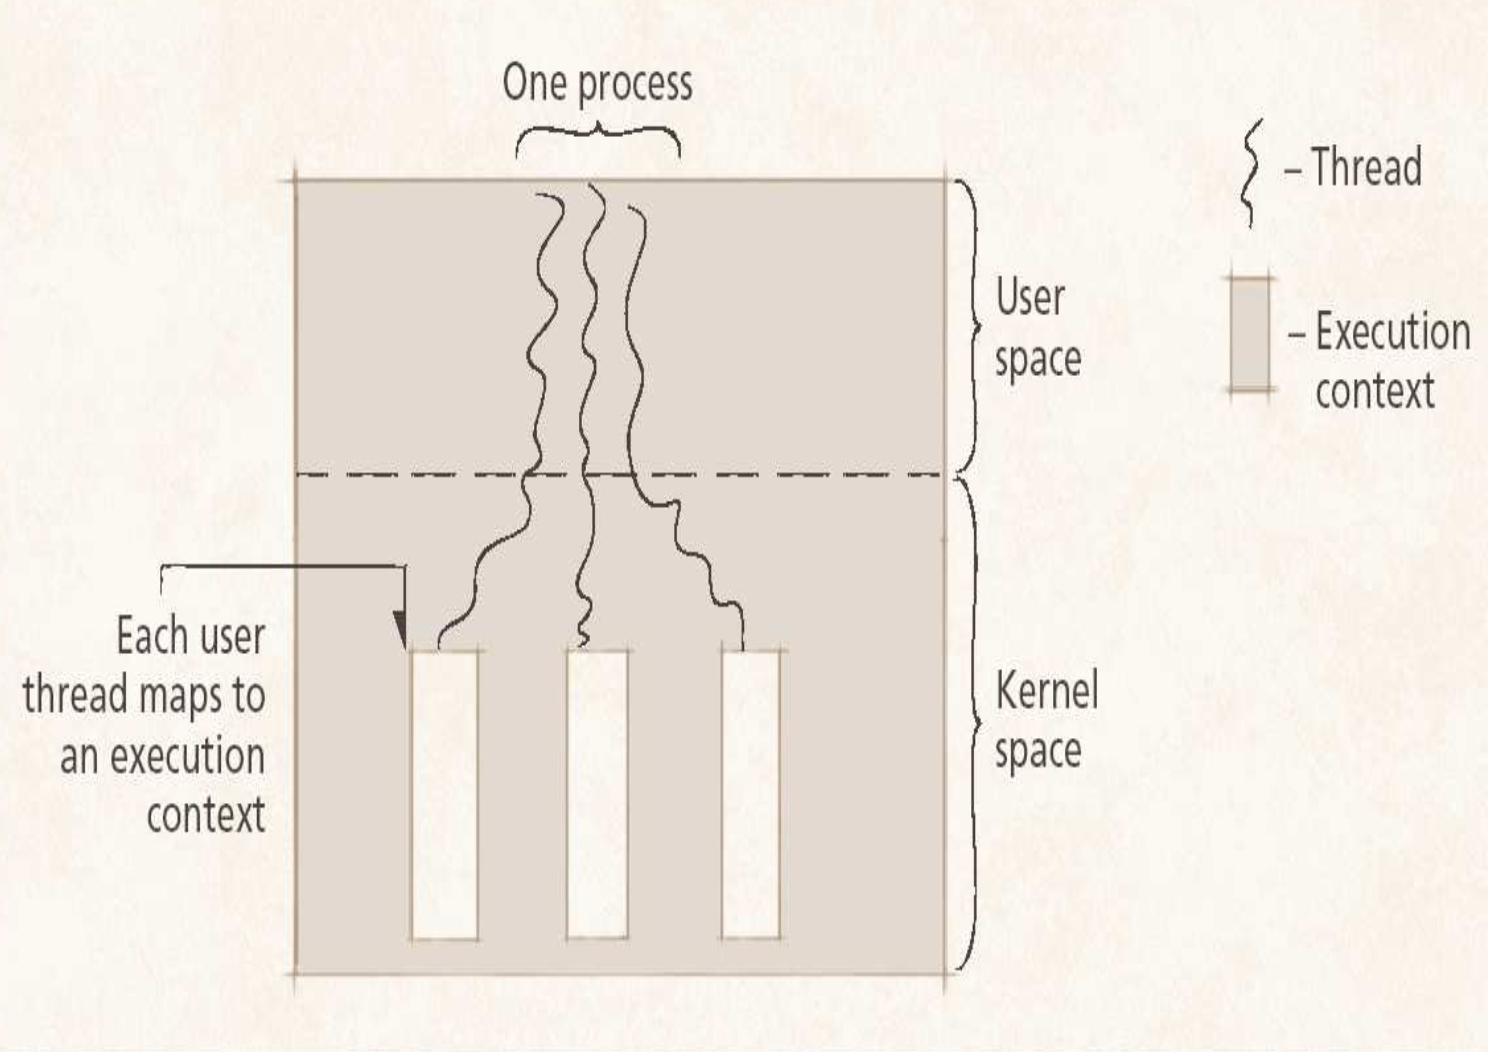 One process
– Thread
User
space
– Execution
context
Each user
thread maps to
an execution
context
Kernel
space